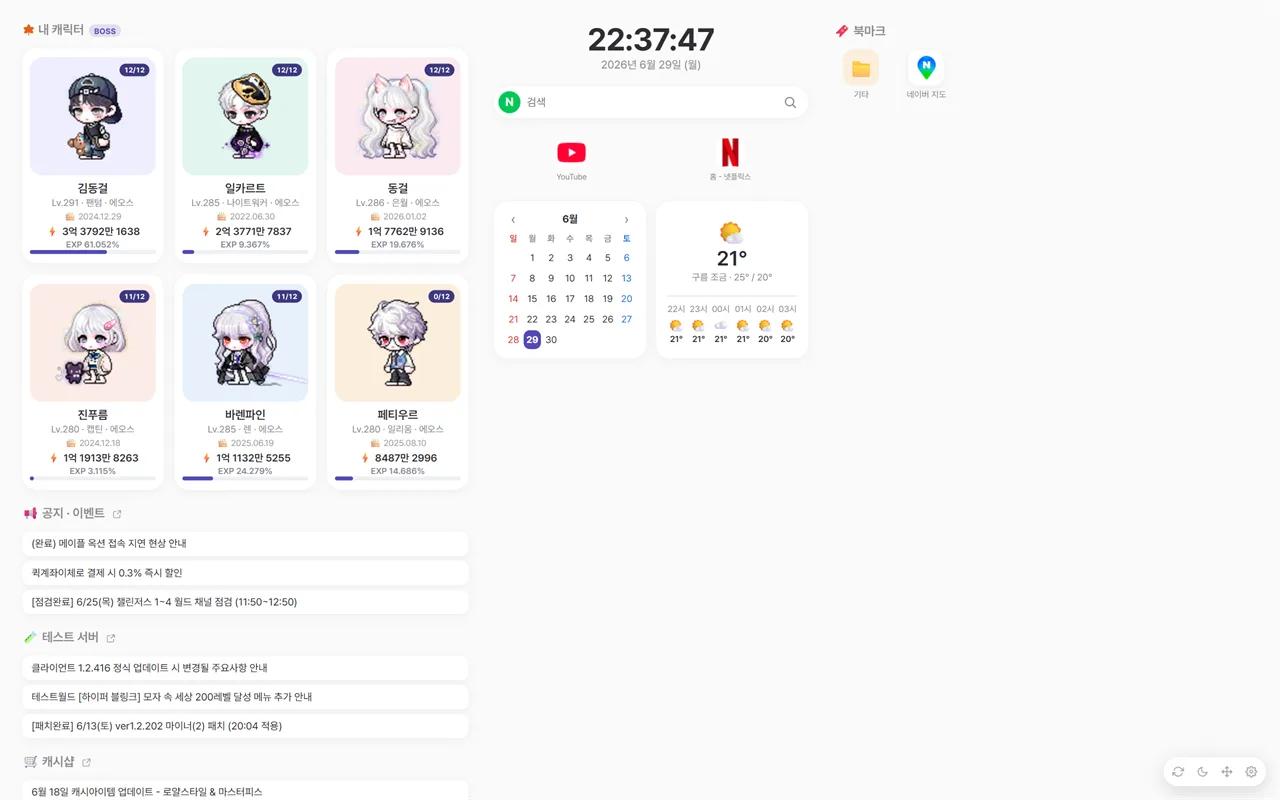 내 캐릭터 BOSS
12/12
김동걸
Lv.291 · 팬텀 · 에오스
2024.12.29
3억 3792만 1638
EXP 61.052%
12/12
일카르트
Lv.285 · 나이트워커 · 에오스
2022.06.30
2억 3771만 7837
EXP 9.367%
12/12
동걸
Lv.286 · 은월 · 에오스
2026.01.02
1억 7762만 9136
EXP 19.676%
11/12
진푸름
Lv.280 · 캡틴 · 에오스
2024.12.18
1억 1913만 8263
EXP 3.115%
11/12
바렌파인
Lv.285 · 렌 · 에오스
2025.06.19
1억 1132만 5255
EXP 24.279%
0/12
페티우르
Lv.280 · 일리움 · 에오스
2025.08.10
8487만 2996
EXP 14.686%
공지 · 이벤트
(완료) 메이플 옥션 접속 지연 현상 안내
퀵계좌이체로 결제 시 0.3% 즉시 할인
[점검완료] 6/25(목) 챌린저스 1~4 월드 채널 점검 (11:50~12:50)
테스트 서버
클라이언트 1.2.416 정식 업데이트 시 변경될 주요사항 안내
테스트월드 [하이퍼 블링크] 모자 속 세상 200레벨 달성 메뉴 추가 안내
[패치완료] 6/13(토) ver1.2.202 마이너(2) 패치 (20:04 적용)
캐시샵
6월 18일 캐시아이템 업데이트 - 로얄스타일 & 마스터피스
22:37:47
2026년 6월 29일 (월)
N 검색
YouTube
홈 - 넷플릭스
‹ 6월 ›
일 월 화 수 목 금 토
1 2 3 4 5 6
7 8 9 10 11 12 13
14 15 16 17 18 19 20
21 22 23 24 25 26 27
28 29 30
21°
구름 조금 · 25° / 20°
22시 23시 00시 01시 02시 03시
21° 21° 21° 21° 20° 20°
북마크
기타
N
네이버 지도